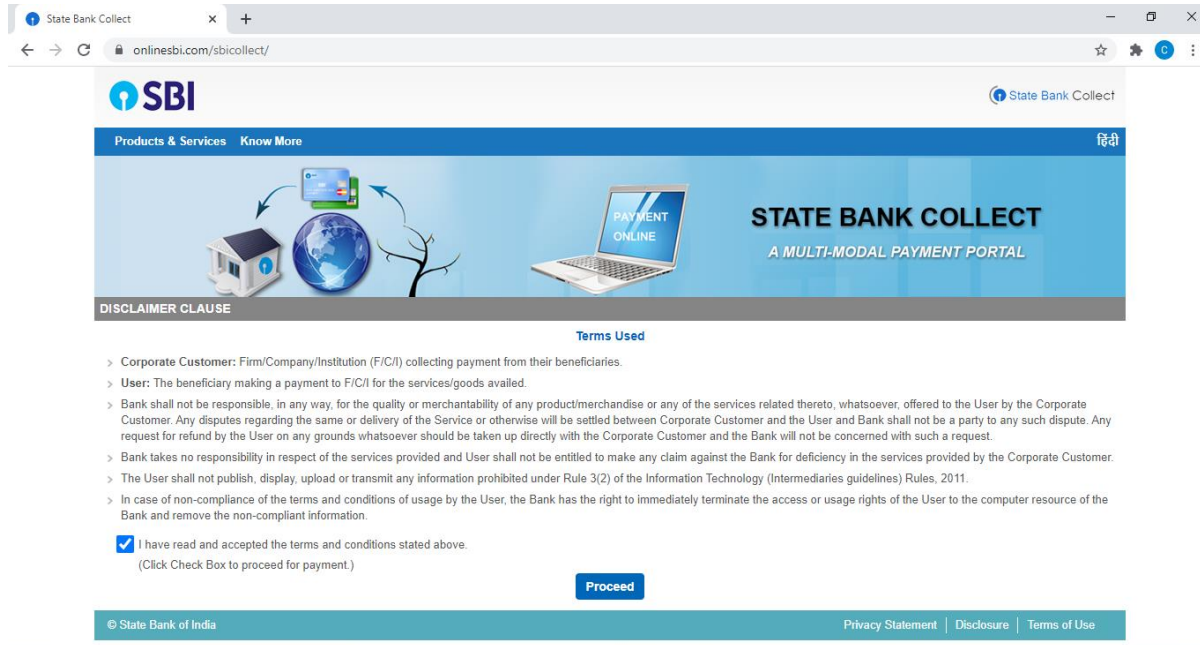 State Bank Collect
onlinesbi.com/sbicollect/
C
SBI
State Bank Collect
Products & Services Know More हिंदी
PAYMENT
ONLINE
STATE BANK COLLECT
A MULTI-MODAL PAYMENT PORTAL
DISCLAIMER CLAUSE
Terms Used
Corporate Customer: Firm/Company/Institution (F/C/I) collecting payment from their beneficiaries.
User: The beneficiary making a payment to F/C/I for the services/goods availed.
Bank shall not be responsible, in any way, for the quality or merchantability of any product/merchandise or any of the services related thereto, whatsoever, offered to the User by the Corporate
Customer. Any disputes regarding the same or delivery of the Service or otherwise will be settled between Corporate Customer and the User and Bank shall not be a party to any such dispute. Any
request for refund by the User on any grounds whatsoever should be taken up directly with the Corporate Customer and the Bank will not be concerned with such a request.
Bank takes no responsibility in respect of the services provided and User shall not be entitled to make any claim against the Bank for deficiency in the services provided by the Corporate Customer.
The User shall not publish, display, upload or transmit any information prohibited under Rule 3(2) of the Information Technology (Intermediaries guidelines) Rules, 2011.
In case of non-compliance of the terms and conditions of usage by the User, the Bank has the right to immediately terminate the access or usage rights of the User to the computer resource of the
Bank and remove the non-compliant information.
I have read and accepted the terms and conditions stated above.
(Click Check Box to proceed for payment.)
Proceed
© State Bank of India Privacy Statement | Disclosure | Terms of Use